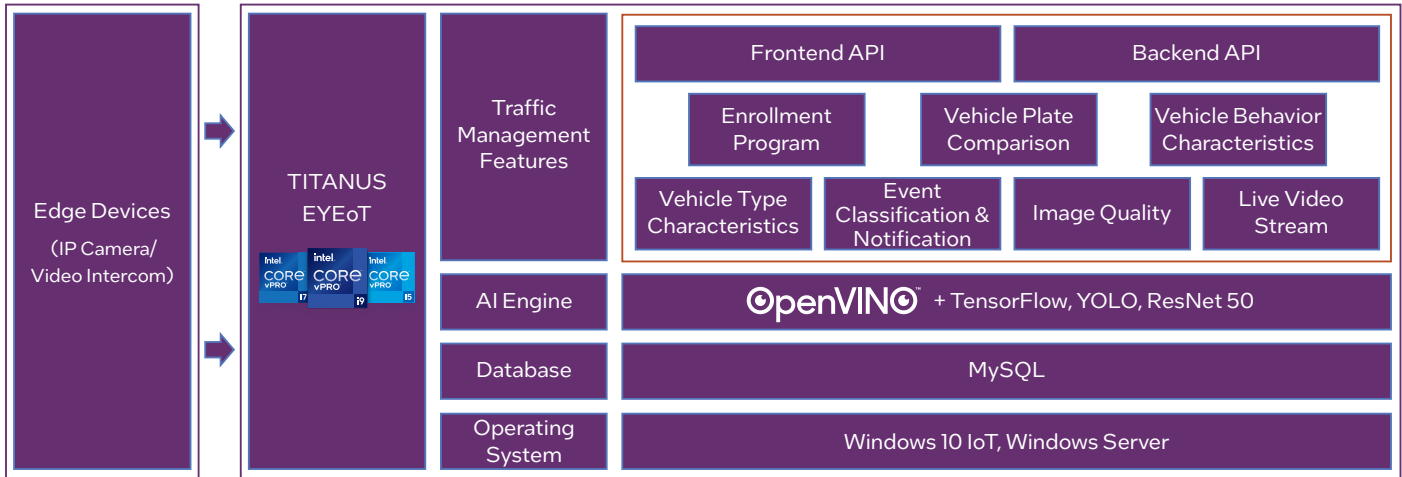 Edge Devices
(IP Camera/
Video Intercom)
TITANUS
EYEoT
intel.
CORE
vPRO
i7
intel.
CORE
vPRO
i9
intel.
CORE
vPRO
i5
Traffic
Management
Features
Frontend API
Backend API
Enrollment
Program
Vehicle Plate
Comparison
Vehicle Behavior
Characteristics
Vehicle Type
Characteristics
Event
Classification &
Notification
Image Quality
Live Video
Stream
AI Engine
OpenVINO™ + TensorFlow, YOLO, ResNet 50
Database
MySQL
Operating
System
Windows 10 IoT, Windows Server